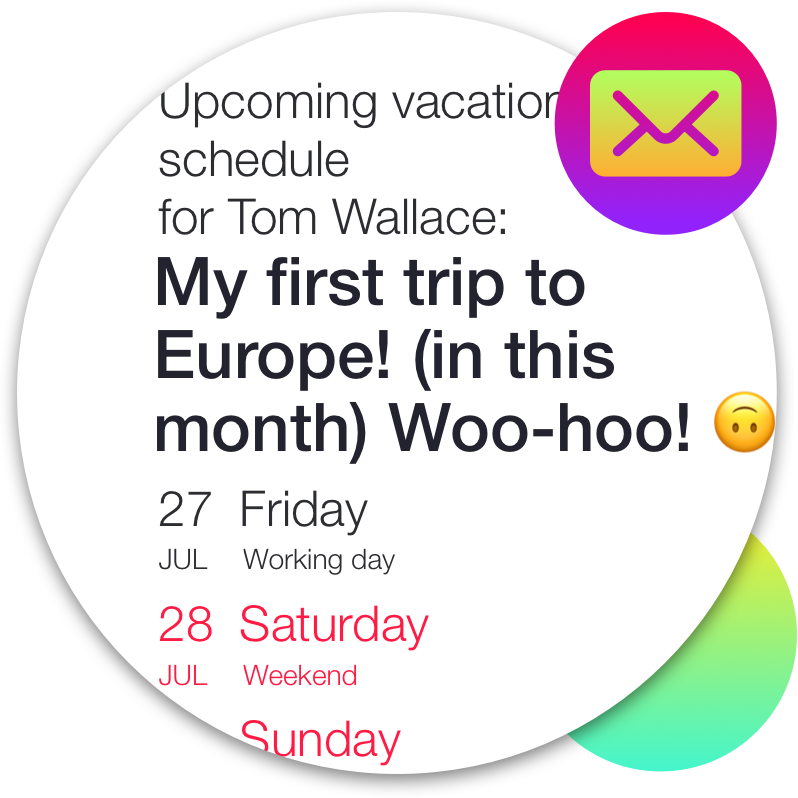 Upcoming vacation
schedule
for Tom Wallace:
My first trip to
Europe! (in this
month) Woo-hoo! 🙃
27 Friday
JUL Working day
28 Saturday
JUL Weekend
Sunday